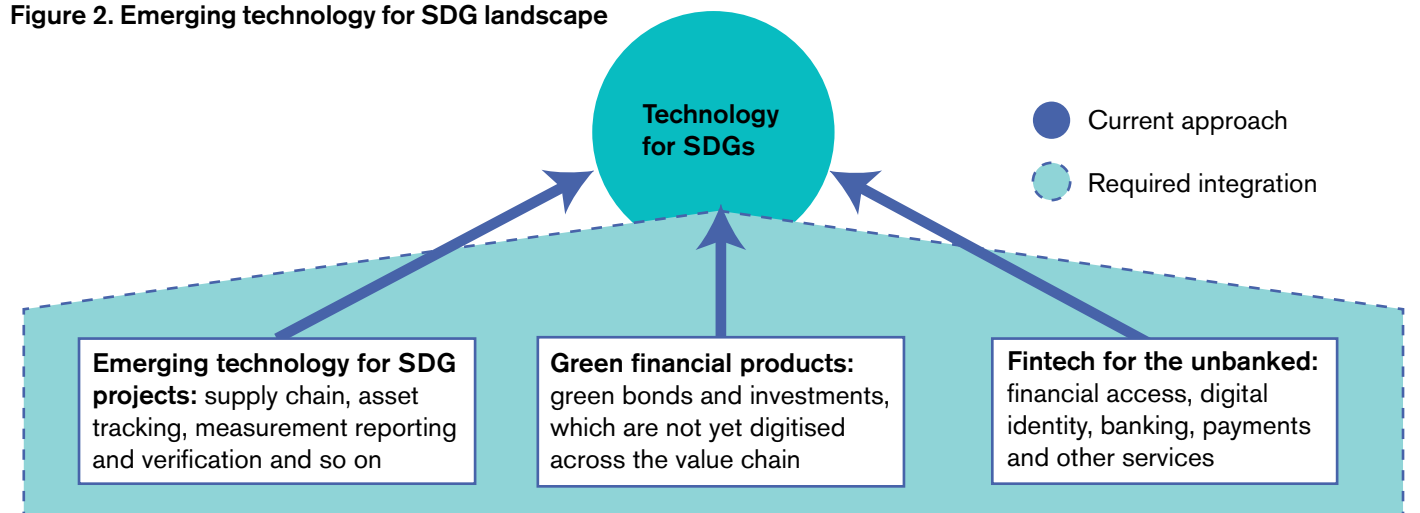 Figure 2. Emerging technology for SDG landscape
Technology
for SDGs
Current approach
Required integration
Emerging technology for SDG
projects: supply chain, asset
tracking, measurement reporting
and verification and so on
Green financial products:
green bonds and investments,
which are not yet digitised
across the value chain
Fintech for the unbanked:
financial access, digital
identity, banking, payments
and other services